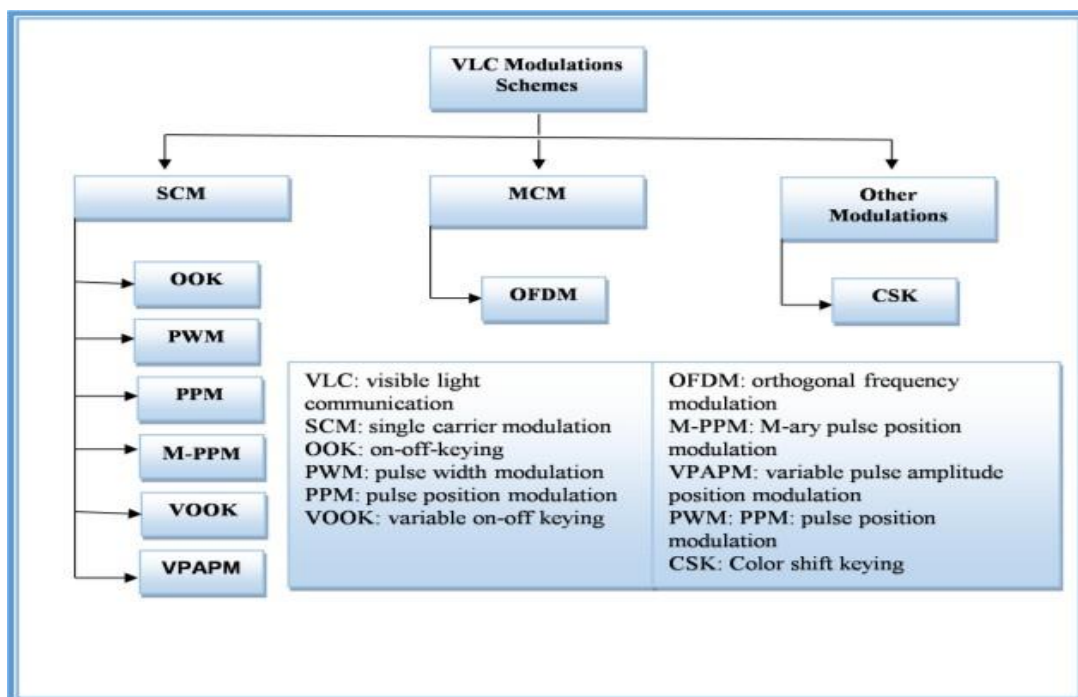 VLC Modulations
Schemes
SCM
MCM
Other
Modulations
OOK
PWM
PPM
M-PPM
VOOK
VPAPM
OFDM
CSK
VLC: visible light
communication
SCM: single carrier modulation
OOK: on-off-keying
PWM: pulse width modulation
PPM: pulse position modulation
VOOK: variable on-off keying
OFDM: orthogonal frequency
modulation
M-PPM: M-ary pulse position
modulation
VPAPM: variable pulse amplitude
position modulation
PWM: PPM: pulse position
modulation
CSK: Color shift keying